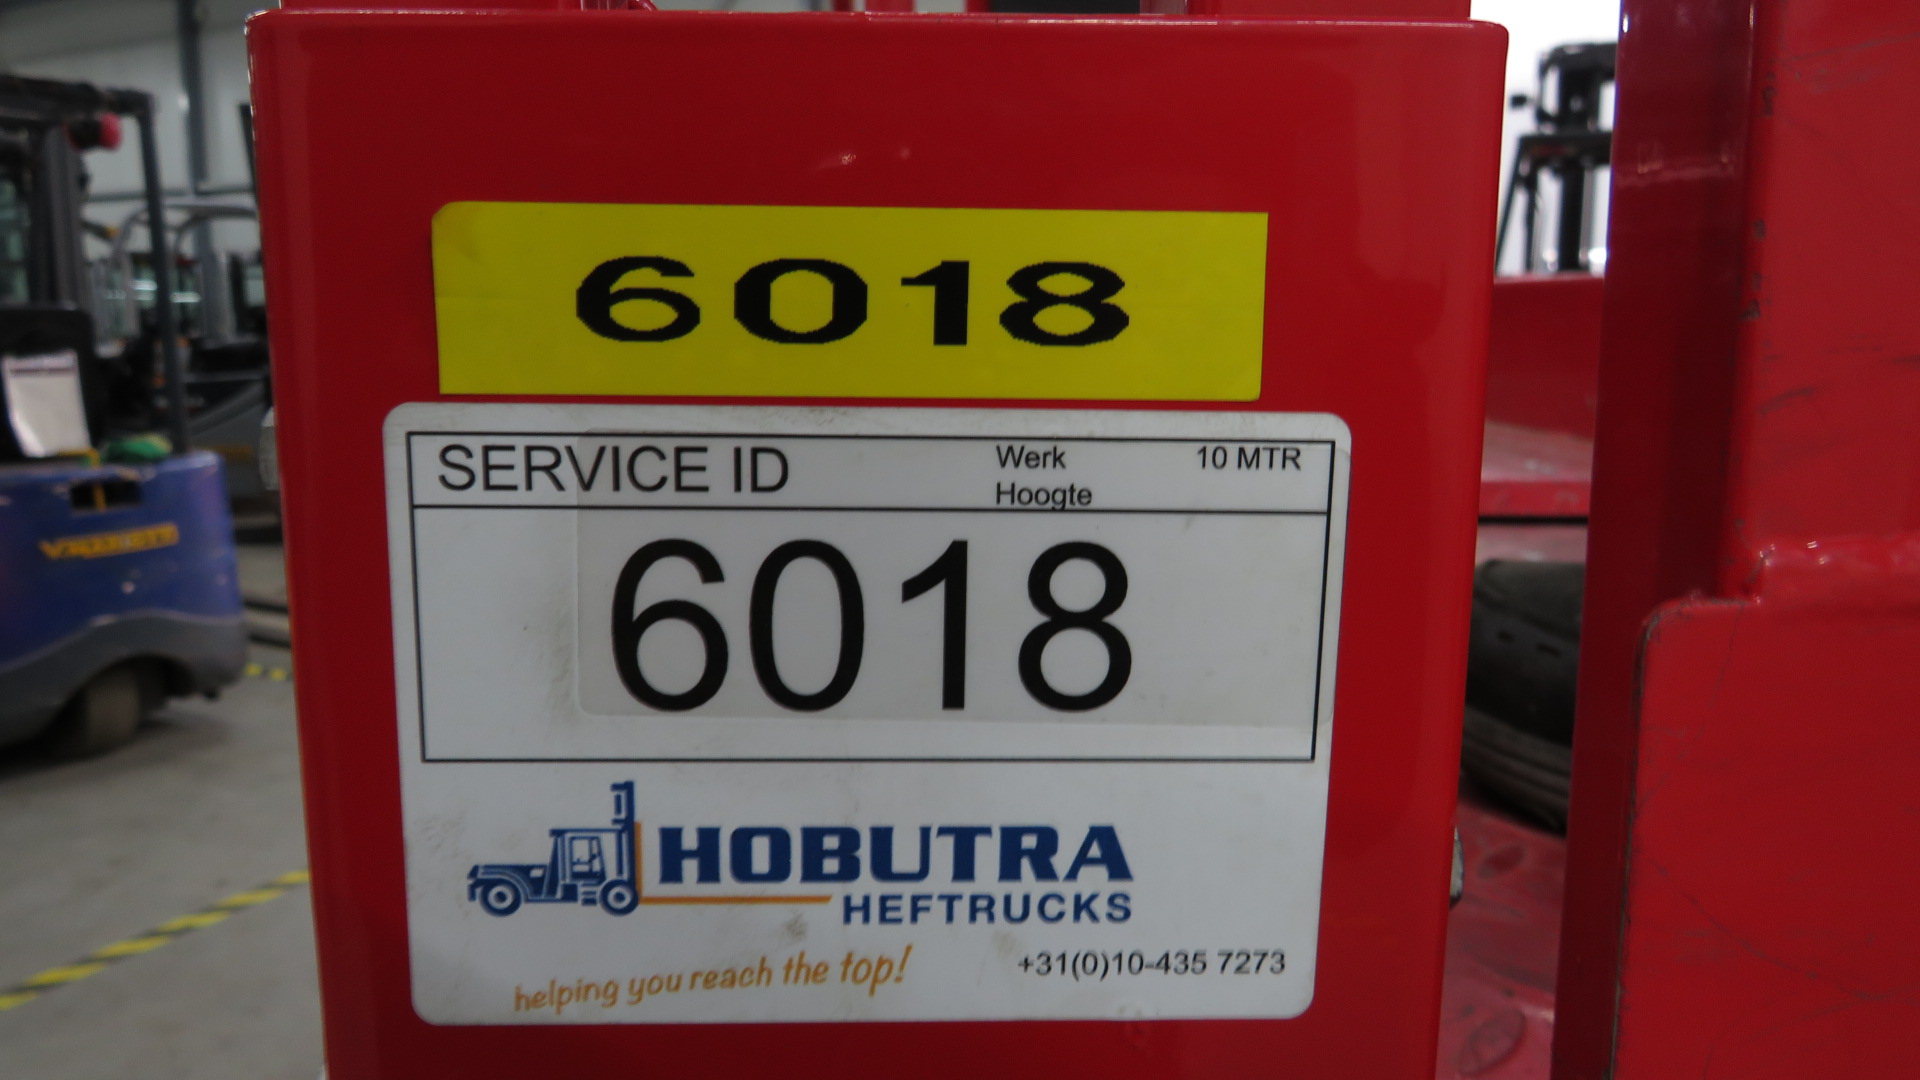 6018
SERVICE ID
Werk Hoogte
10 MTR
6018
HOBUTRA
HEFTRUCKS
helping you reach the top!
+31(0)10-435 7273